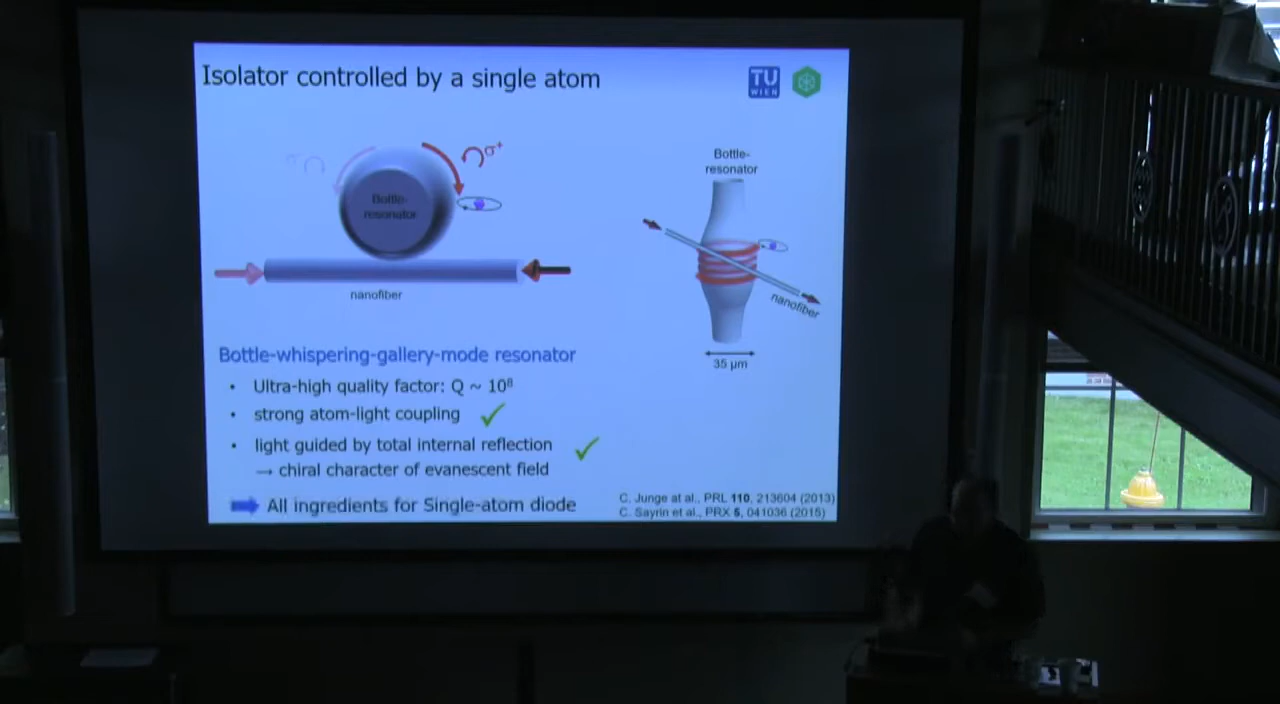 Isolator controlled by a single atom
TU
WIEN
σ⁺
Bottle-
resonator
nanofiber
Bottle-
resonator
nanofiber
35 µm
Bottle-whispering-gallery-mode resonator
• Ultra-high quality factor: Q ~ 10⁸
• strong atom-light coupling ✓
• light guided by total internal reflection ✓
→ chiral character of evanescent field
All ingredients for Single-atom diode
C. Junge at al., PRL 110, 213604 (2013)
C. Sayrin et al., PRX 5, 041036 (2015)